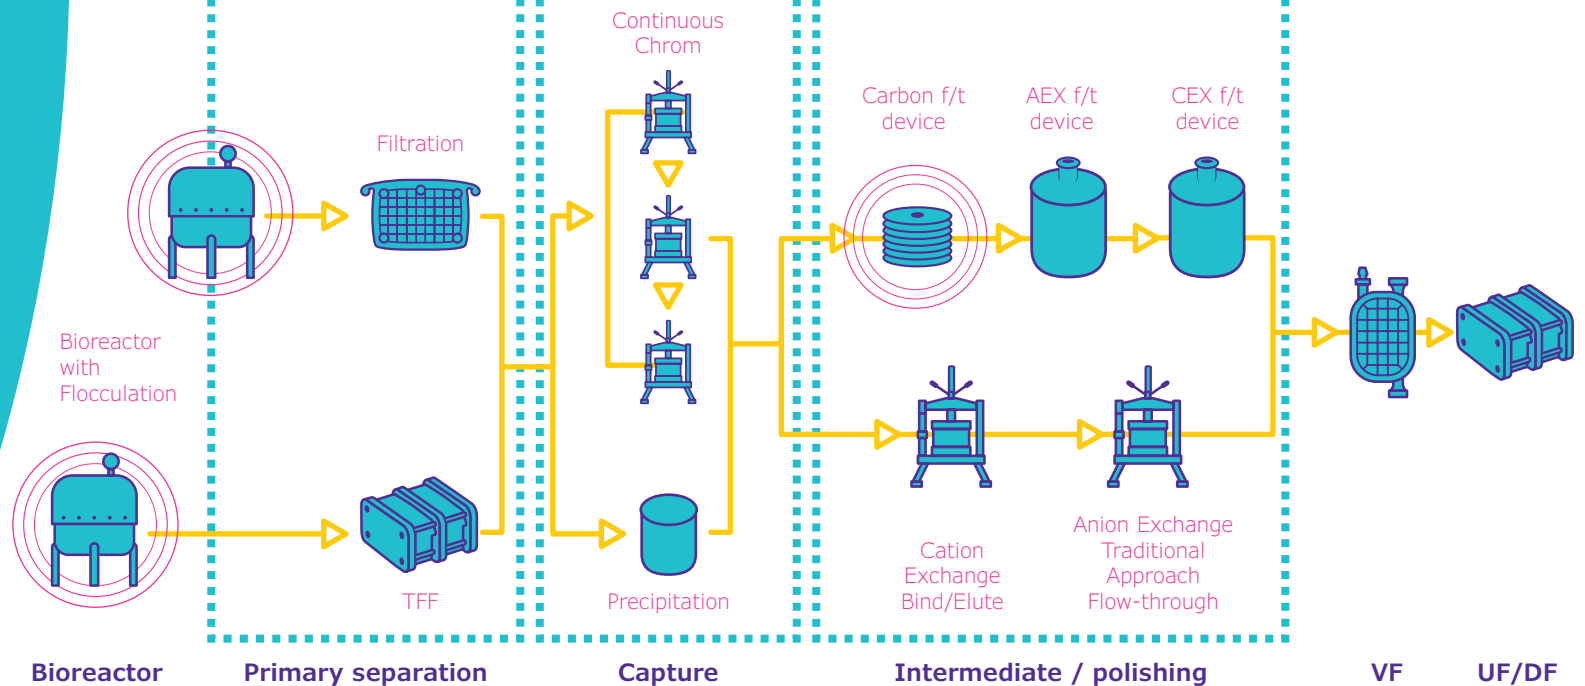 Continuous
Chrom
Carbon f/t
device
AEX f/t
device
CEX f/t
device
Filtration
Bioreactor
with
Flocculation
TFF
Precipitation
Cation
Exchange
Bind/Elute
Anion Exchange
Traditional
Approach
Flow-through
Bioreactor
Primary separation
Capture
Intermediate / polishing
VF
UF/DF